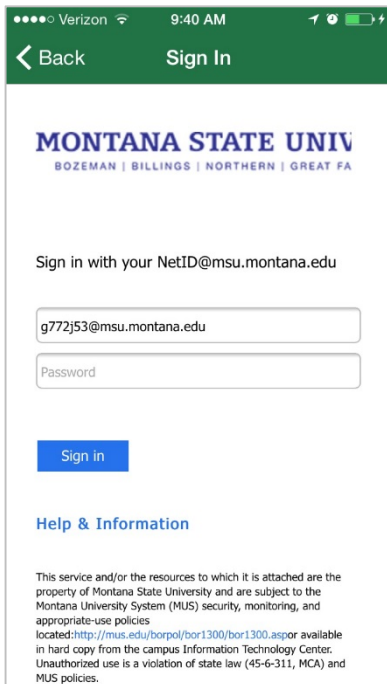 Verizon 9:40 AM
Back Sign In
MONTANA STATE UNIV
BOZEMAN | BILLINGS | NORTHERN | GREAT FA
Sign in with your NetID@msu.montana.edu
g772j53@msu.montana.edu
Password
Sign in
Help & Information
This service and/or the resources to which it is attached are the
property of Montana State University and are subject to the
Montana University System (MUS) security, monitoring, and
appropriate-use policies
located:http://mus.edu/borpol/bor1300/bor1300.aspor available
in hard copy from the campus Information Technology Center.
Unauthorized use is a violation of state law (45-6-311, MCA) and
MUS policies.